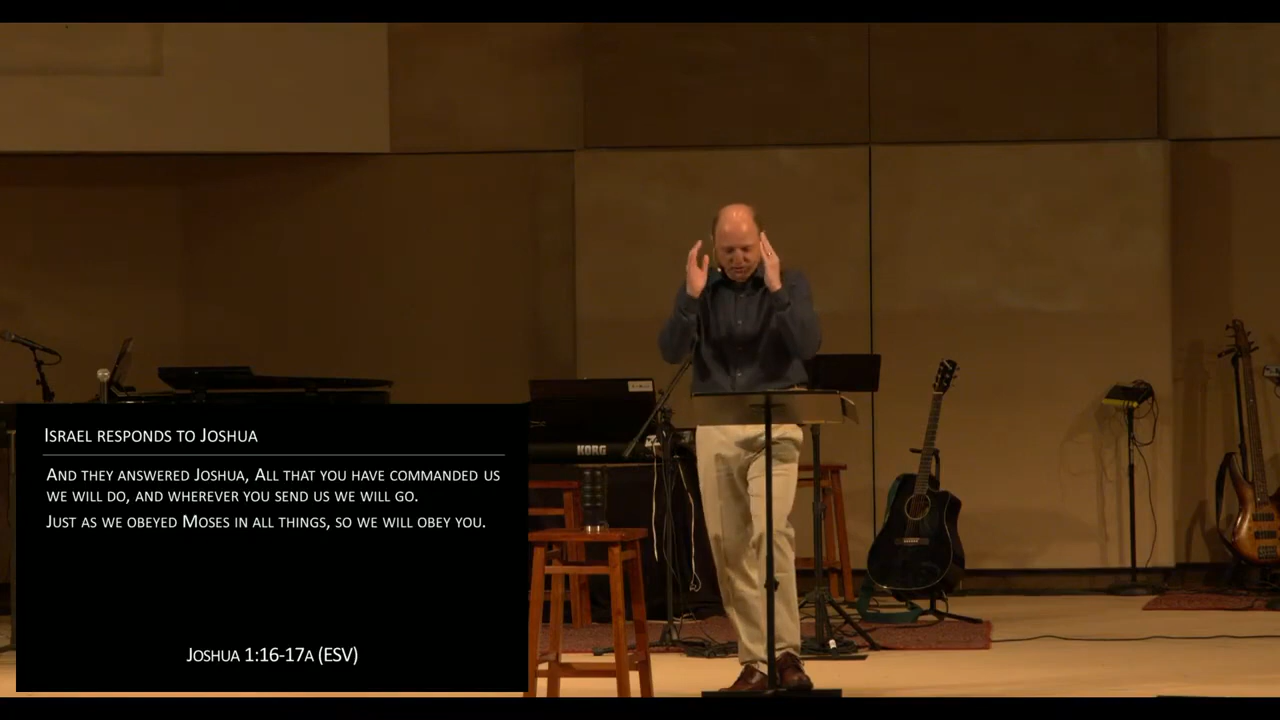 Israel responds to Joshua
And they answered Joshua, All that you have commanded us
we will do, and wherever you send us we will go.
Just as we obeyed Moses in all things, so we will obey you.
Joshua 1:16-17a (ESV)
KORG